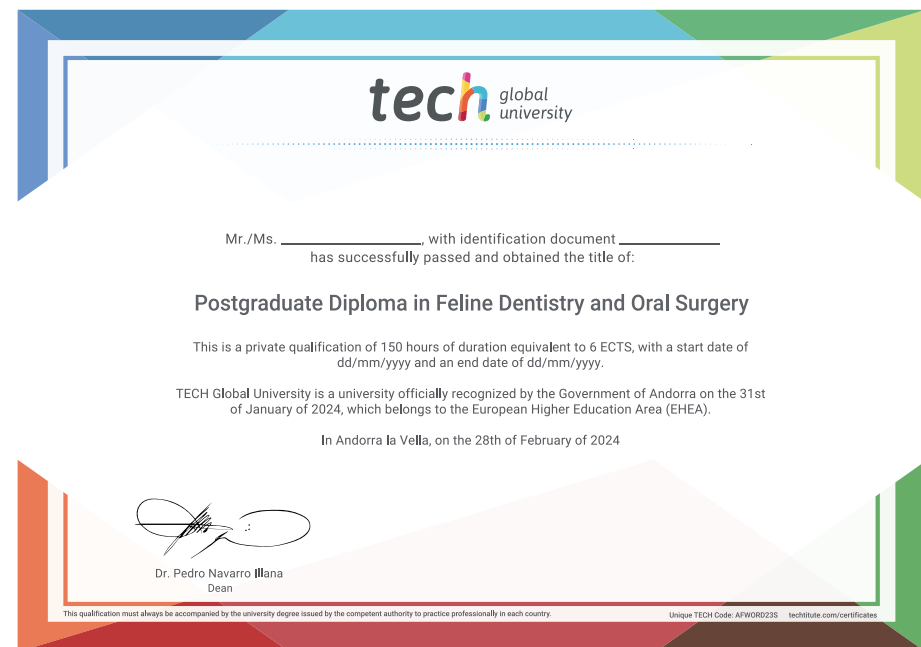 tech global
university
Mr./Ms. ____________________, with identification document ______________
has successfully passed and obtained the title of:
Postgraduate Diploma in Feline Dentistry and Oral Surgery
This is a private qualification of 150 hours of duration equivalent to 6 ECTS, with a start date of
dd/mm/yyyy and an end date of dd/mm/yyyy.
TECH Global University is a university officially recognized by the Government of Andorra on the 31st
of January of 2024, which belongs to the European Higher Education Area (EHEA).
In Andorra la Vella, on the 28th of February of 2024
Dr. Pedro Navarro Illana
Dean
This qualification must always be accompanied by the university degree issued by the competent authority to practice professionally in each country.
Unique TECH Code: AFWORD23S techtitute.com/certificates